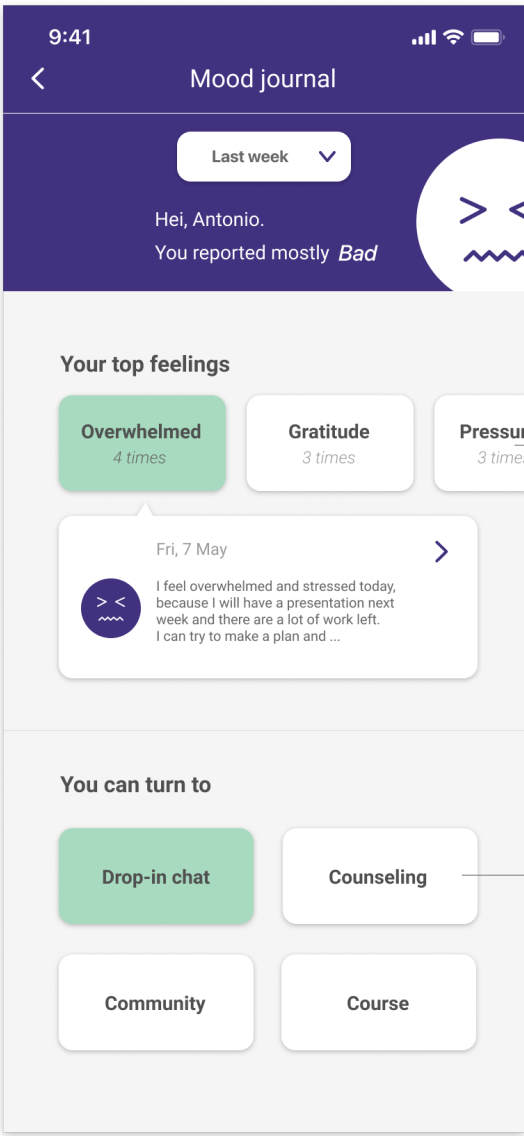 9:41
Mood journal
Last week
Hei, Antonio.
You reported mostly Bad
Your top feelings
Overwhelmed
4 times
Gratitude
3 times
Pressur
3 times
Fri, 7 May
I feel overwhelmed and stressed today,
because I will have a presentation next
week and there are a lot of work left.
I can try to make a plan and ...
You can turn to
Drop-in chat
Counseling
Community
Course